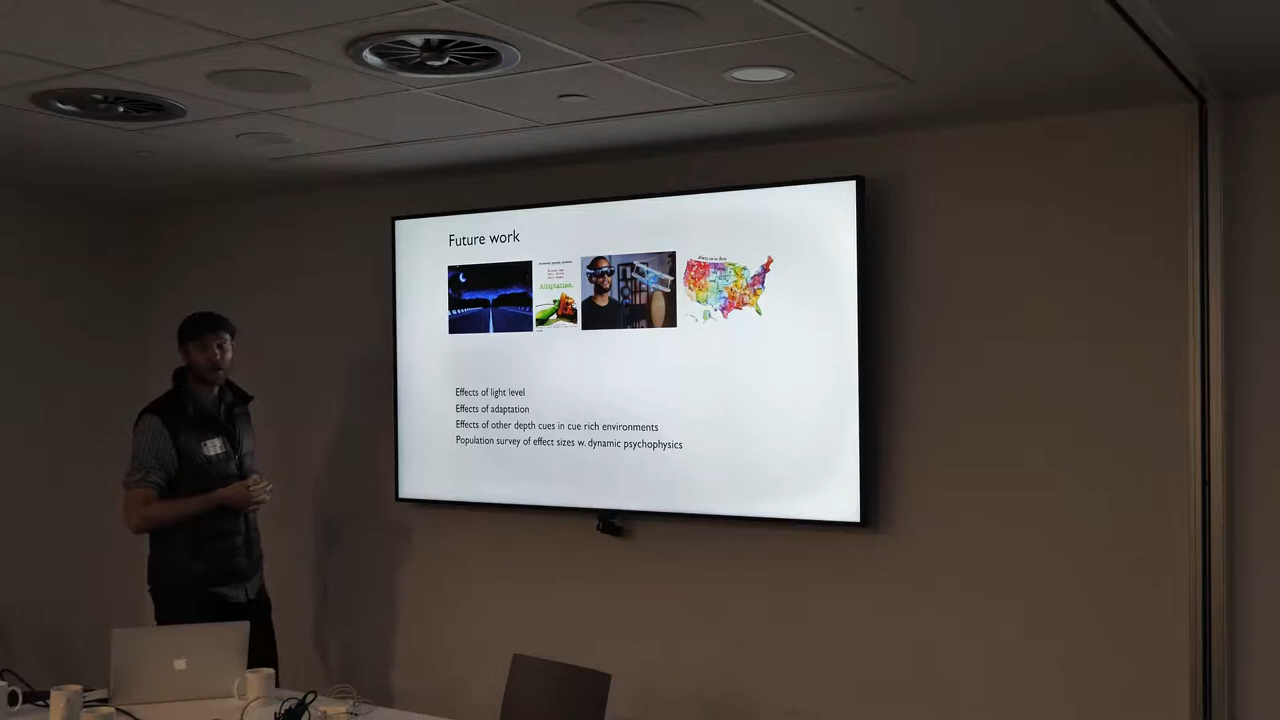 Future work
Adaptation.
Effects of light level
Effects of adaptation
Effects of other depth cues in cue rich environments
Population survey of effect sizes w. dynamic psychophysics